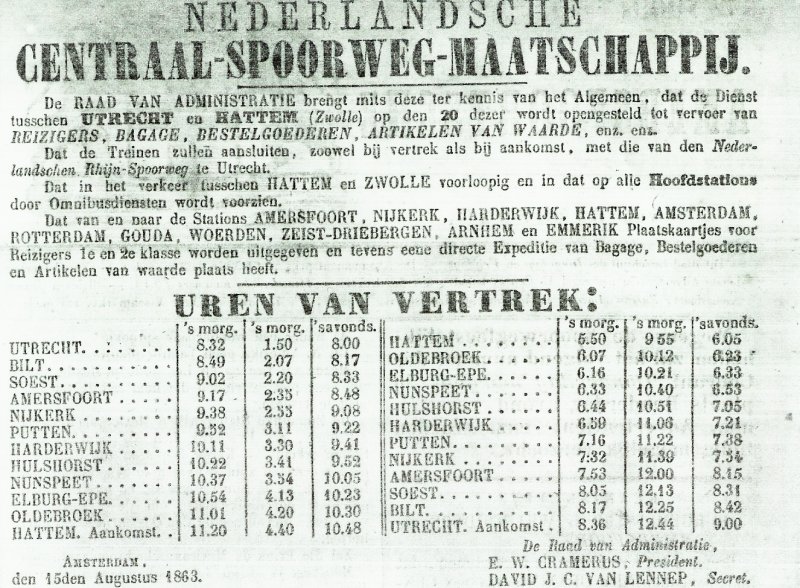 NEDERLANDSCHE
CENTRAAL-SPOORWEG-MAATSCHAPPIJ.
De RAAD VAN ADMINISTRATIE brengt mits deze ter kennis van het Algemeen, dat de Dienst
tusschen UTRECHT en HATTEM (Zwolle) op den 20 dezer wordt opengesteld tot vervoer van
REIZIGERS, BAGAGE, BESTELGOEDEREN, ARTIKELEN VAN WAARDE, enz. enz.
Dat de Treinen zullen aansluiten, zoowel bij vertrek als bij aankomst, met die van den Neder-
landschen Rhijn-Spoorweg te Utrecht.
Dat in het verkeer tusschen HATTEM en ZWOLLE voorloopig en in dat op alle Hoofdstations
door Omnibusdiensten wordt voorzien.
Dat van en naar de Stations AMERSFOORT, NIJKERK, HARDERWIJK, HATTEM, AMSTERDAM,
ROTTERDAM, GOUDA, WOERDEN, ZEIST-DRIEBERGEN, ARNHEM en EMMERIK Plaatskaartjes voor
Reizigers 1e en 2e klasse worden uitgegeven en tevens eene directe Expeditie van Bagage, Bestelgoederen
en Artikelen van waarde plaats heeft.
UREN VAN VERTREK:
's morg. 's morg. 'savonds.
UTRECHT. 8.32 1.50 8.00
BILT. 8.49 2.07 8.17
SOEST. 9.02 2.20 8.33
AMERSFOORT. 9.17 2.35 8.48
NIJKERK. 9.38 2.53 9.08
PUTTEN. 9.52 3.11 9.22
HARDERWIJK. 10.11 3.30 9.41
HULSHORST. 10.22 3.41 9.52
NUNSPEET. 10.37 3.54 10.05
ELBURG-EPE. 10.54 4.13 10.23
OLDEBROEK. 11.01 4.20 10.30
HATTEM. Aankomst. 11.20 4.40 10.48
's morg. 's morg. 'savonds.
HATTEM. 5.50 9 55 6.05
OLDEBROEK. 6.07 10.12 6.23
ELBURG-EPE. 6.16 10.21 6.33
NUNSPEET. 6.33 10.40 6.53
HULSHORST. 6.44 10.51 7.05
HARDERWIJK. 6.59 11.06 7.21
PUTTEN. 7.16 11.22 7.38
NIJKERK. 7.32 11.39 7.54
AMERSFOORT. 7.53 12.00 8.15
SOEST. 8.05 12.13 8.31
BILT. 8.17 12.25 8.42
UTRECHT. Aankomst. 8.36 12.44 9.00
AMSTERDAM,
den 15den Augustus 1863.
De Raad van Administratie,
E. W. CRAMERUS, President.
DAVID J. C. VAN LENNEP, Secret.